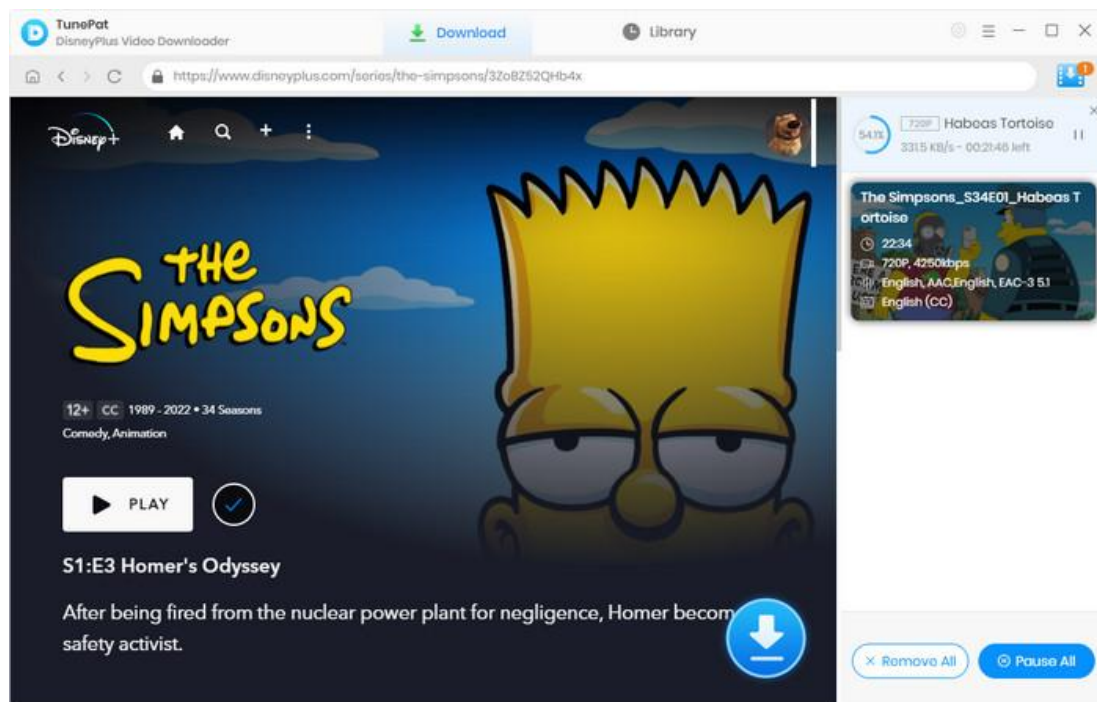 TunePat
DisneyPlus Video Downloader
Download
Library
https://www.disneyplus.com/series/the-simpsons/3ZoBZ52QHb4x
1
Disney+
54.1%
720P Habeas Tortoise
331.5 KB/s - 00:21:46 left
The Simpsons_S34E01_Habeas T
ortoise
22:34
720P, 4250kbps
English, AAC,English, EAC-3 5.1
English (CC)
THE
SIMPSONS
12+ CC 1989 - 2022 • 34 Seasons
Comedy, Animation
PLAY
S1:E3 Homer's Odyssey
After being fired from the nuclear power plant for negligence, Homer becom
safety activist.
Remove All
Pause All